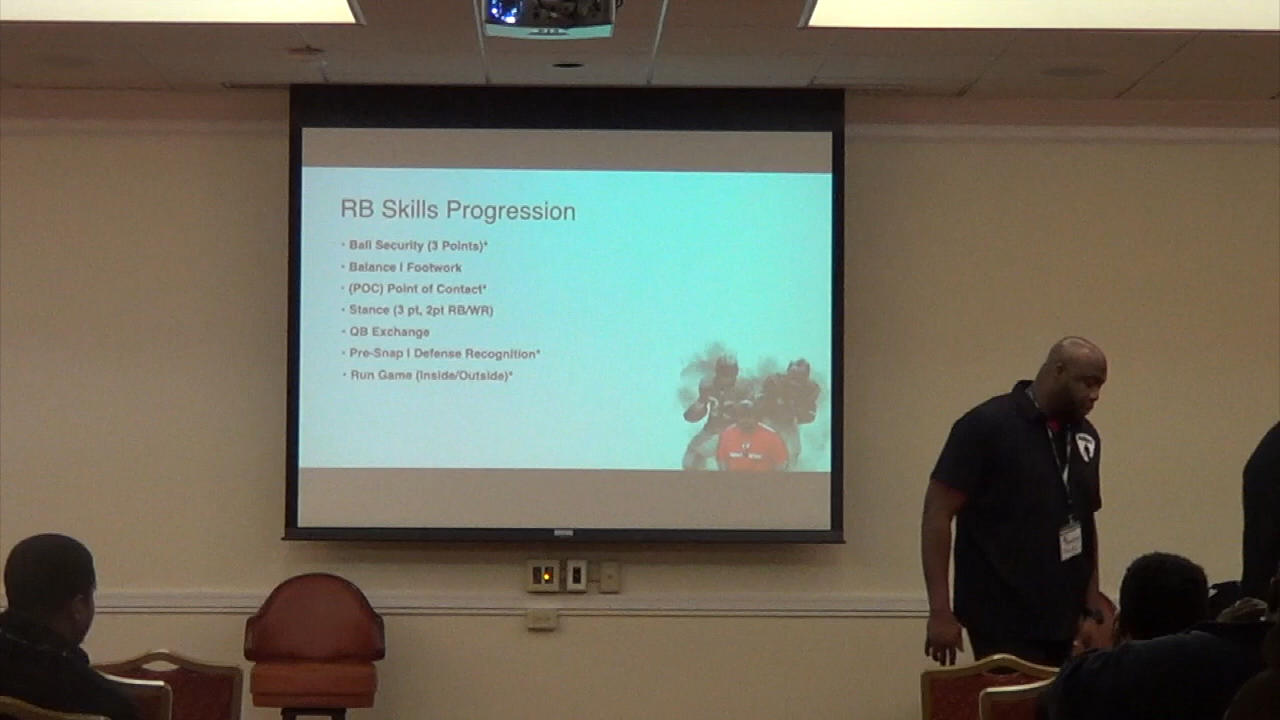 RB Skills Progression
• Ball Security (3 Points)*
• Balance | Footwork
• (POC) Point of Contact*
• Stance (3 pt, 2pt RB/WR)
• QB Exchange
• Pre-Snap | Defense Recognition*
• Run Game (Inside/Outside)*